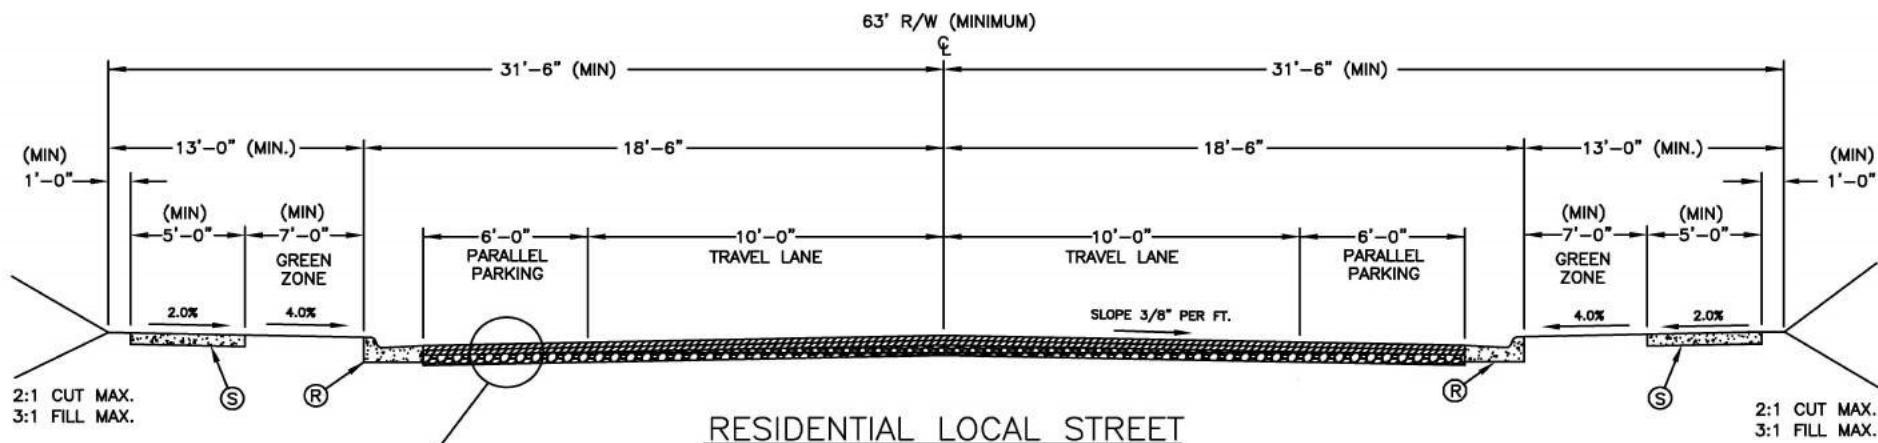 63' R/W (MINIMUM)
℄
31'-6" (MIN) 31'-6" (MIN)
13'-0" (MIN.) 18'-6" 18'-6" 13'-0" (MIN.)
(MIN) (MIN)
1'-0" 1'-0"
(MIN) (MIN) (MIN) (MIN)
5'-0" 7'-0" 6'-0" 10'-0" 10'-0" 6'-0" 7'-0" 5'-0"
GREEN PARALLEL TRAVEL LANE TRAVEL LANE PARALLEL GREEN
ZONE PARKING PARKING ZONE
2.0% 4.0% SLOPE 3/8" PER FT. 4.0% 2.0%
S R R S
2:1 CUT MAX. 2:1 CUT MAX.
3:1 FILL MAX. 3:1 FILL MAX.
RESIDENTIAL LOCAL STREET